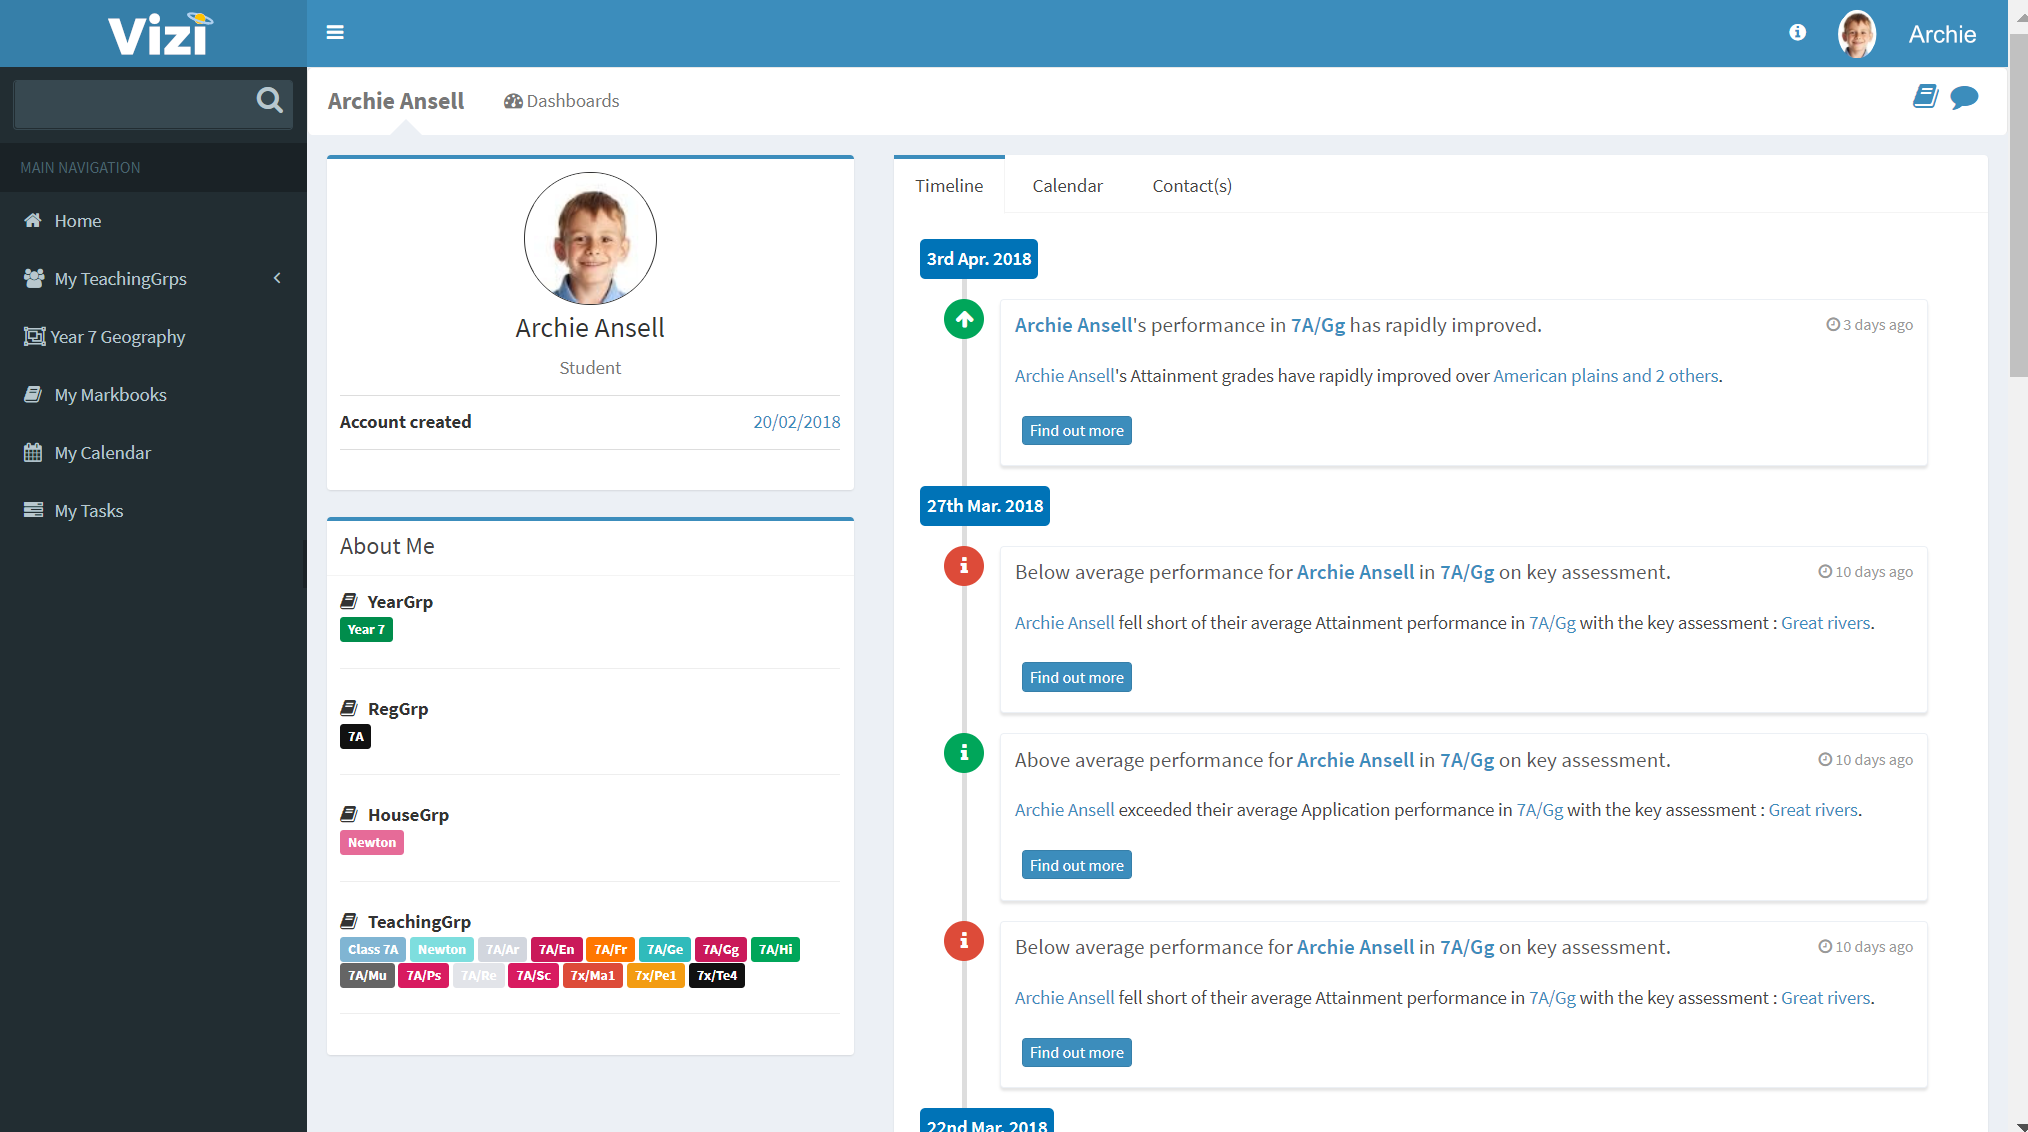 Vizi
Archie
Archie Ansell
Dashboards
MAIN NAVIGATION
Home
My TeachingGrps
Year 7 Geography
My Markbooks
My Calendar
My Tasks
Archie Ansell
Student
Account created 20/02/2018
About Me
YearGrp
Year 7
RegGrp
7A
HouseGrp
Newton
TeachingGrp
Class 7A Newton 7A/Ar 7A/En 7A/Fr 7A/Ge 7A/Gg 7A/Hi
7A/Mu 7A/Ps 7A/Re 7A/Sc 7x/Ma1 7x/Pe1 7x/Te4
Timeline Calendar Contact(s)
3rd Apr. 2018
Archie Ansell's performance in 7A/Gg has rapidly improved. 3 days ago
Archie Ansell's Attainment grades have rapidly improved over American plains and 2 others.
Find out more
27th Mar. 2018
Below average performance for Archie Ansell in 7A/Gg on key assessment. 10 days ago
Archie Ansell fell short of their average Attainment performance in 7A/Gg with the key assessment : Great rivers.
Find out more
Above average performance for Archie Ansell in 7A/Gg on key assessment. 10 days ago
Archie Ansell exceeded their average Application performance in 7A/Gg with the key assessment : Great rivers.
Find out more
Below average performance for Archie Ansell in 7A/Gg on key assessment. 10 days ago
Archie Ansell fell short of their average Attainment performance in 7A/Gg with the key assessment : Great rivers.
Find out more
22nd Mar. 2018